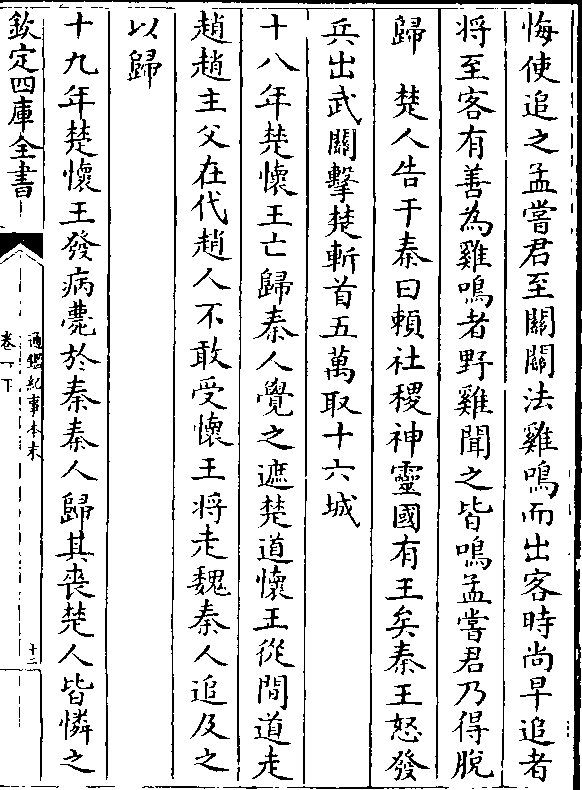 悔使追之孟嘗君至關關法雞鳴而出客時尚早追者
将至客有善為雞鳴者野雞聞之皆鳴孟嘗君乃得脫
歸　楚人告于秦曰賴社稷神靈國有王矣秦王怒發
兵出武關擊楚斬首五萬取十六城
十八年楚懷王亡歸秦人覺之遮楚道懷王從間道走
趙趙主父在代趙人不敢受懷王将走魏秦人追及之
以歸
十九年楚懷王發病薨於秦秦人歸其喪楚人皆憐之
欽定四庫全書
通鑑紀事本末
卷一下
十二